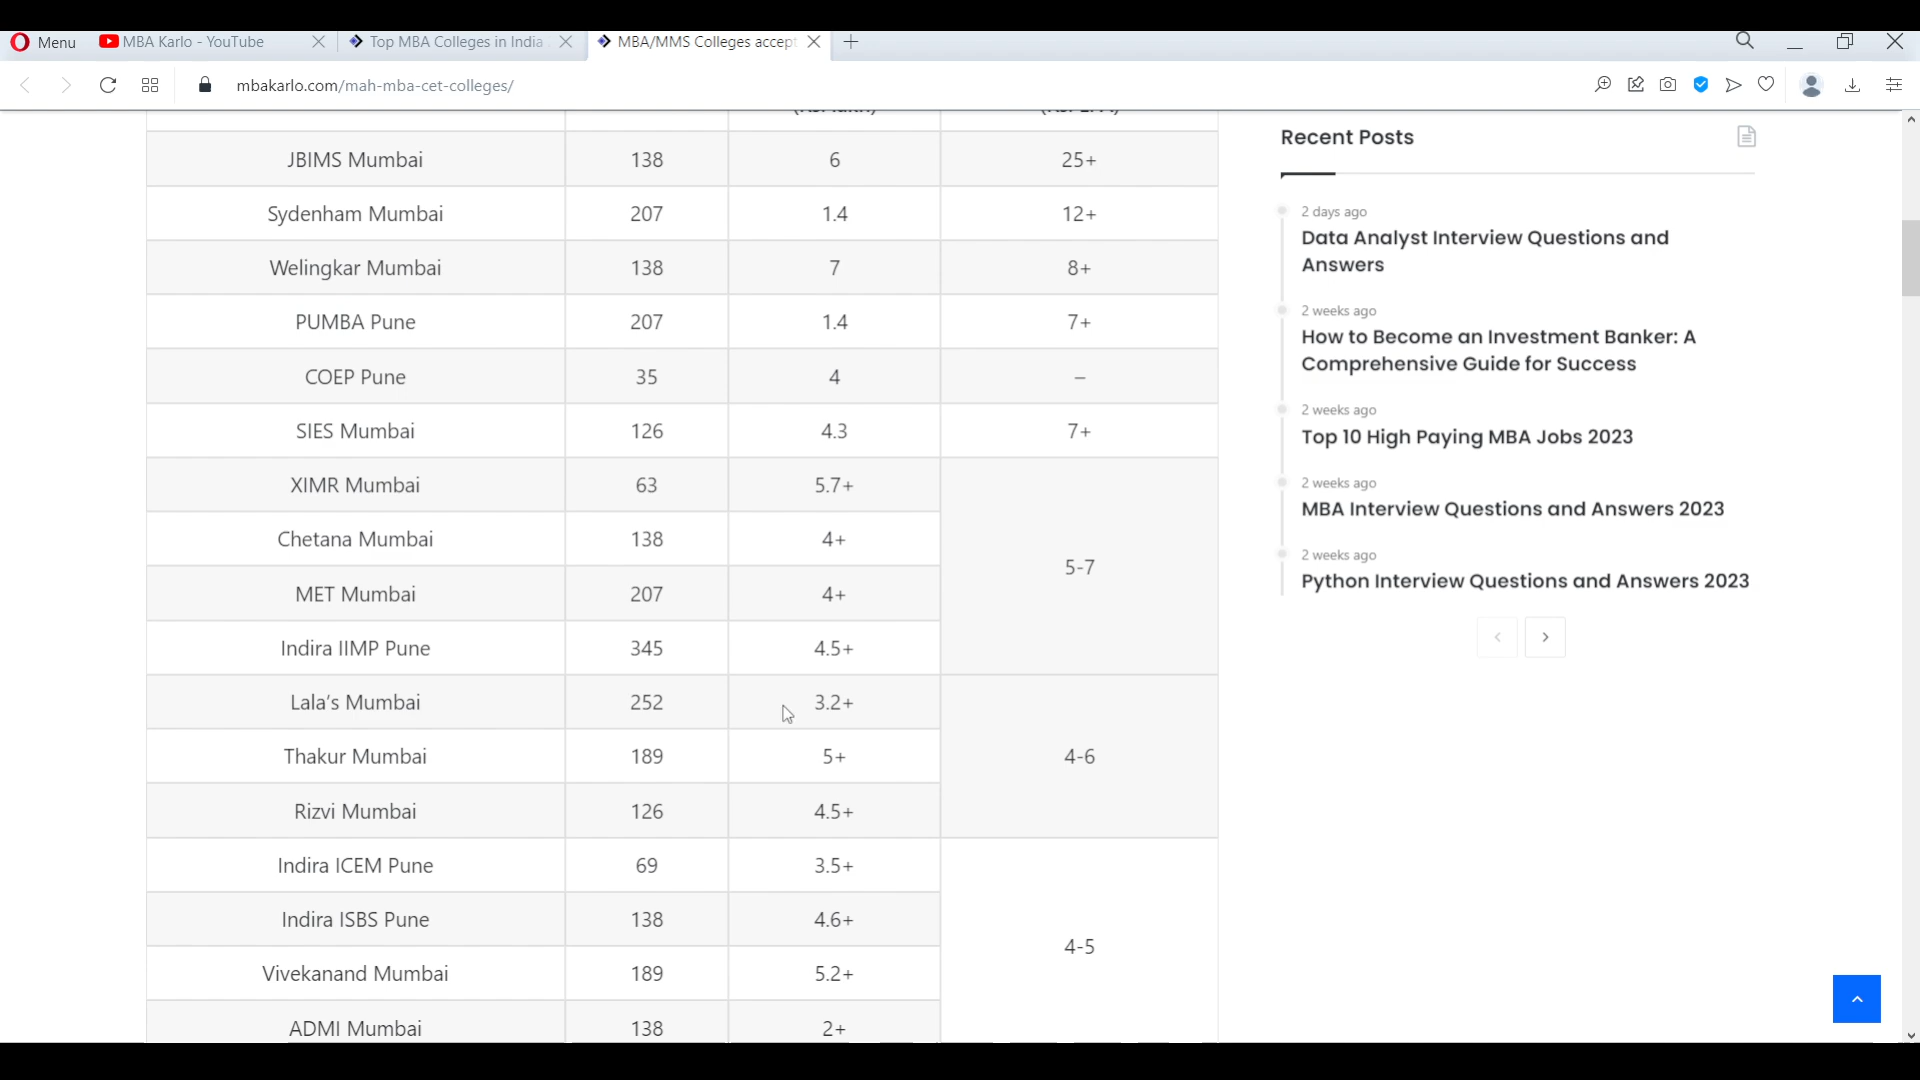 Menu
MBA Karlo - YouTube
Top MBA Colleges in India
MBA/MMS Colleges accept
mbakarlo.com/mah-mba-cet-colleges/
JBIMS Mumbai 138 6 25+
Sydenham Mumbai 207 1.4 12+
Welingkar Mumbai 138 7 8+
PUMBA Pune 207 1.4 7+
COEP Pune 35 4 –
SIES Mumbai 126 4.3 7+
XIMR Mumbai 63 5.7+
Chetana Mumbai 138 4+
5-7
MET Mumbai 207 4+
Indira IIMP Pune 345 4.5+
Lala's Mumbai 252 3.2+
Thakur Mumbai 189 5+ 4-6
Rizvi Mumbai 126 4.5+
Indira ICEM Pune 69 3.5+
Indira ISBS Pune 138 4.6+
4-5
Vivekanand Mumbai 189 5.2+
ADMI Mumbai 138 2+
Recent Posts
2 days ago
Data Analyst Interview Questions and
Answers
2 weeks ago
How to Become an Investment Banker: A
Comprehensive Guide for Success
2 weeks ago
Top 10 High Paying MBA Jobs 2023
2 weeks ago
MBA Interview Questions and Answers 2023
2 weeks ago
Python Interview Questions and Answers 2023